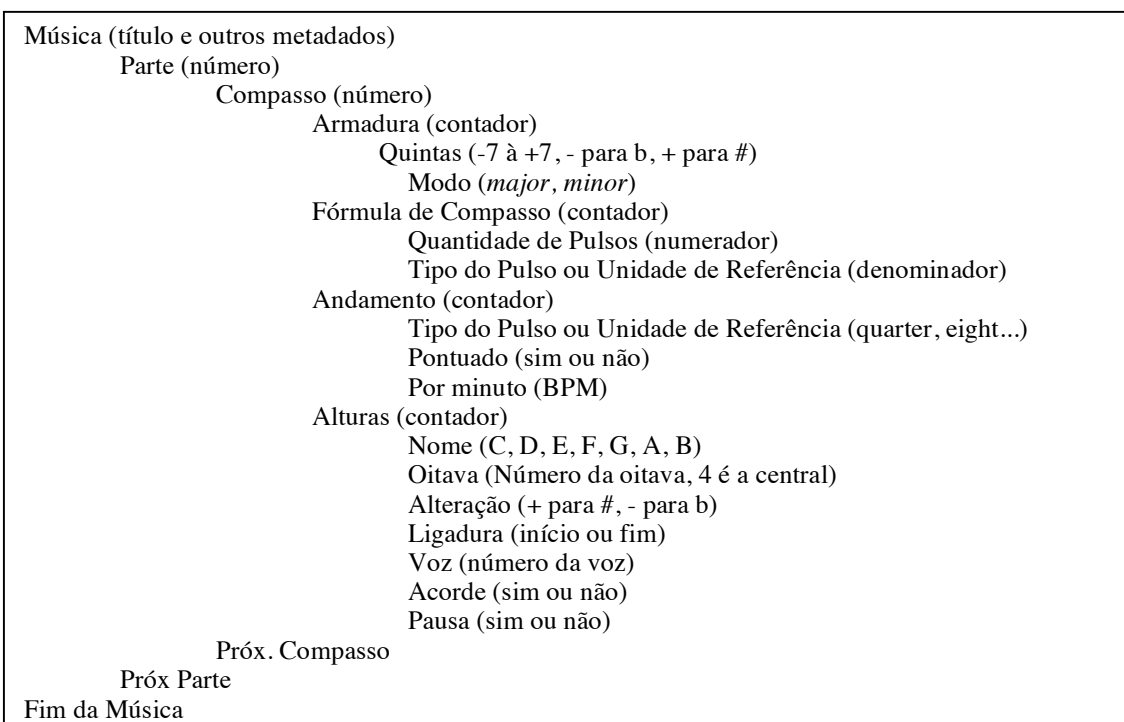 Música (título e outros metadados)
Parte (número)
Compasso (número)
Armadura (contador)
Quintas (-7 à +7, - para b, + para #)
Modo (major, minor)
Fórmula de Compasso (contador)
Quantidade de Pulsos (numerador)
Tipo do Pulso ou Unidade de Referência (denominador)
Andamento (contador)
Tipo do Pulso ou Unidade de Referência (quarter, eight...)
Pontuado (sim ou não)
Por minuto (BPM)
Alturas (contador)
Nome (C, D, E, F, G, A, B)
Oitava (Número da oitava, 4 é a central)
Alteração (+ para #, - para b)
Ligadura (início ou fim)
Voz (número da voz)
Acorde (sim ou não)
Pausa (sim ou não)
Próx. Compasso
Próx Parte
Fim da Música